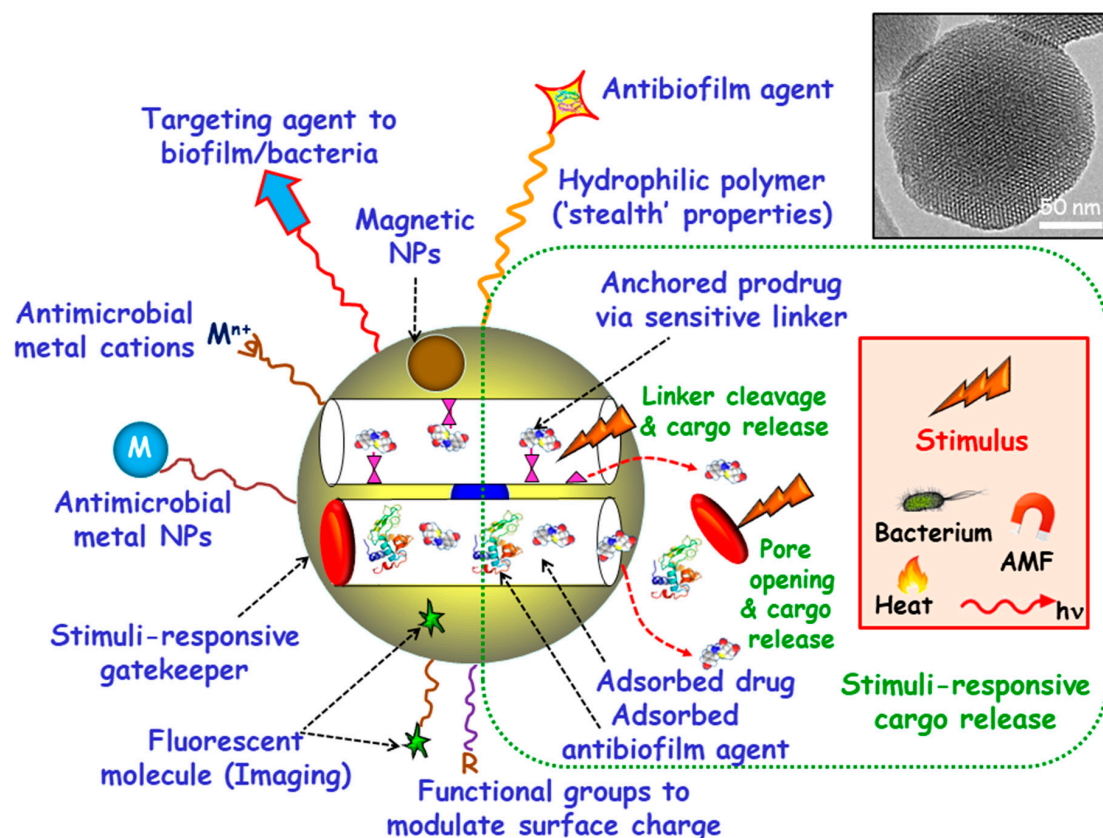 Antibiofilm agent
Targeting agent to
biofilm/bacteria
Hydrophilic polymer
('stealth' properties)
50 nm
Magnetic
NPs
Anchored prodrug
via sensitive linker
Antimicrobial
metal cations
Mn+
Linker cleavage
& cargo release
Stimulus
M
Antimicrobial
metal NPs
Bacterium
AMF
Heat
hν
Pore
opening
& cargo
release
Stimuli-responsive
gatekeeper
Adsorbed drug
Adsorbed
antibiofilm agent
Stimuli-responsive
cargo release
Fluorescent
molecule (Imaging)
R
Functional groups to
modulate surface charge